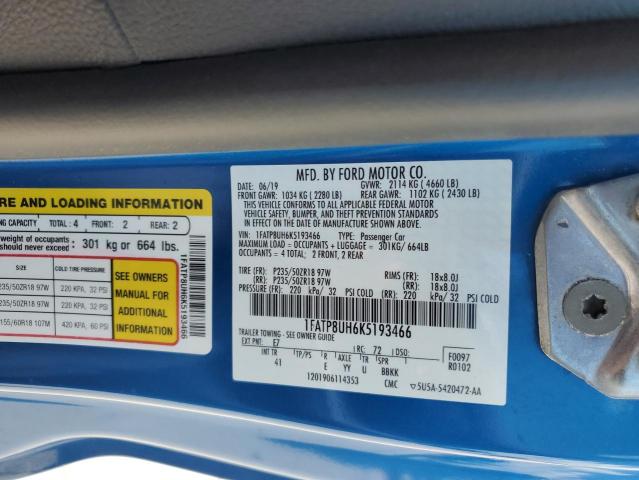 RE AND LOADING INFORMATION
NG CAPACITY TOTAL: 4 FRONT: 2 REAR: 2
weight of occupants
should never exceed: 301 kg or 664 lbs.
SIZE COLD TIRE PRESSURE
235/50ZR18 97W 220 KPA, 32 PSI
235/50ZR18 97W 220 KPA, 32 PSI
155/60R18 107M 420 KPA, 60 PSI
SEE OWNERS
MANUAL FOR
ADDITIONAL
INFORMATION
1FATP8UH6K5193466
MFD. BY FORD MOTOR CO.
DATE: 06/19 GVWR: 2114 KG ( 4660 LB)
FRONT GAWR: 1034 KG ( 2280 LB) REAR GAWR: 1102 KG ( 2430 LB)
THIS VEHICLE CONFORMS TO ALL APPLICABLE FEDERAL MOTOR
VEHICLE SAFETY, BUMPER, AND THEFT PREVENTION STANDARDS
IN EFFECT ON THE DATE OF MANUFACTURE SHOWN ABOVE.
VIN: 1FATP8UH6K5193466 TYPE: Passenger Car
MAXIMUM LOAD = OCCUPANTS + LUGGAGE = 301KG/ 664LB
OCCUPANTS = 4 TOTAL: 2 FRONT, 2 REAR
TIRE (F): P235/50ZR18 97W RIMS (F): 18x8.0J
TIRE (R): P235/50ZR18 97W RIMS (R): 18x8.0J
PRESSURE (F): 220 kPa/ 32 PSI COLD
(R): 220 kPa/ 32 PSI COLD
1FATP8UH6K5193466
TRAILER TOWING - SEE OWNER GUIDE
EXT PNT: E7 RC: 72 DSO: F0097
INT TR TP/PS R AXLE TR SPR R0102
41 E YY U BBKK
1201906114353 CMC 5U5A-5420472-AA